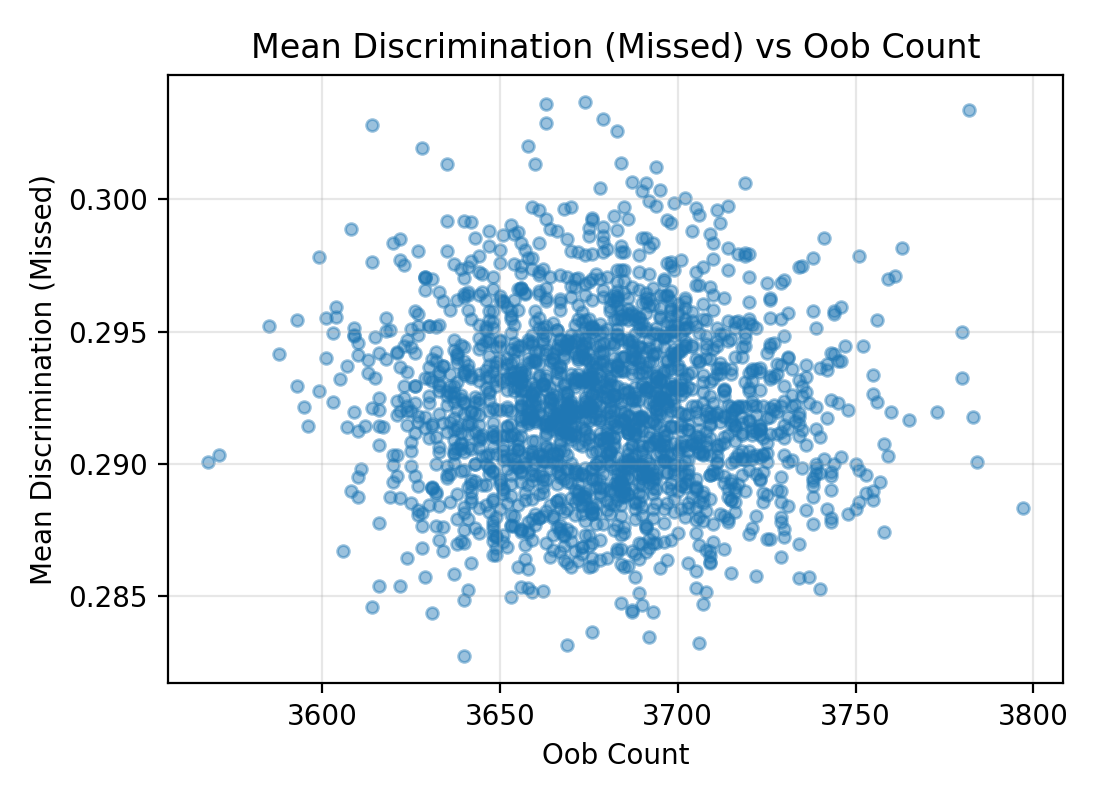 Mean Discrimination (Missed) vs Oob Count
Mean Discrimination (Missed)
0.300
0.295
0.290
0.285
3600 3650 3700 3750 3800
Oob Count